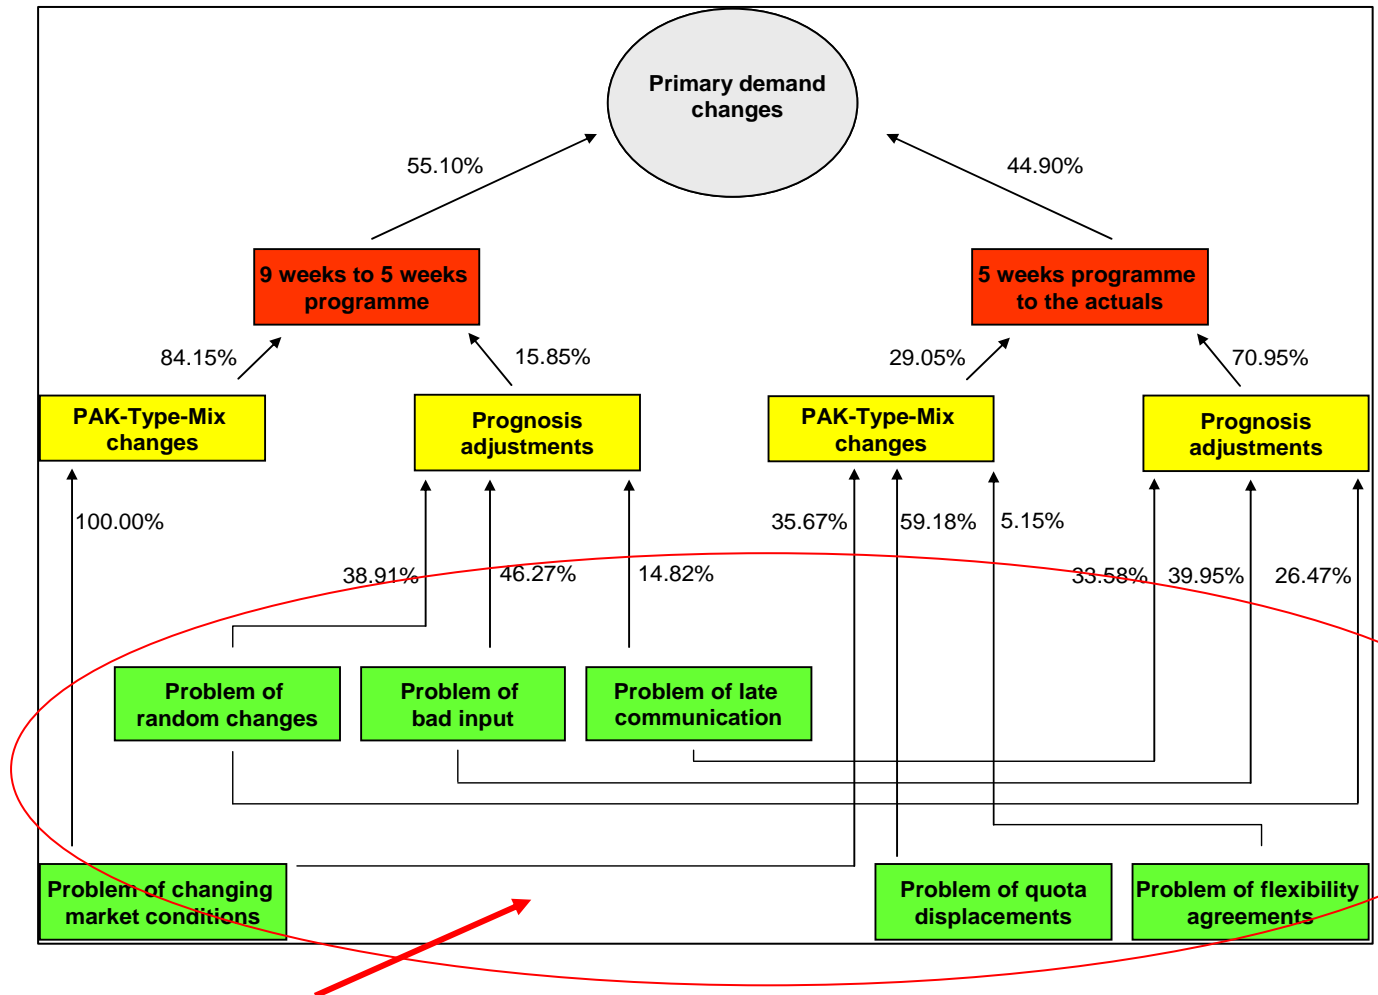 Primary demand
changes
55.10%
44.90%
9 weeks to 5 weeks
programme
5 weeks programme
to the actuals
84.15%
15.85%
29.05%
70.95%
PAK-Type-Mix
changes
Prognosis
adjustments
PAK-Type-Mix
changes
Prognosis
adjustments
100.00%
35.67%
59.18%
5.15%
38.91%
46.27%
14.82%
33.58%
39.95%
26.47%
Problem of
random changes
Problem of
bad input
Problem of late
communication
Problem of changing
market conditions
Problem of quota
displacements
Problem of flexibility
agreements